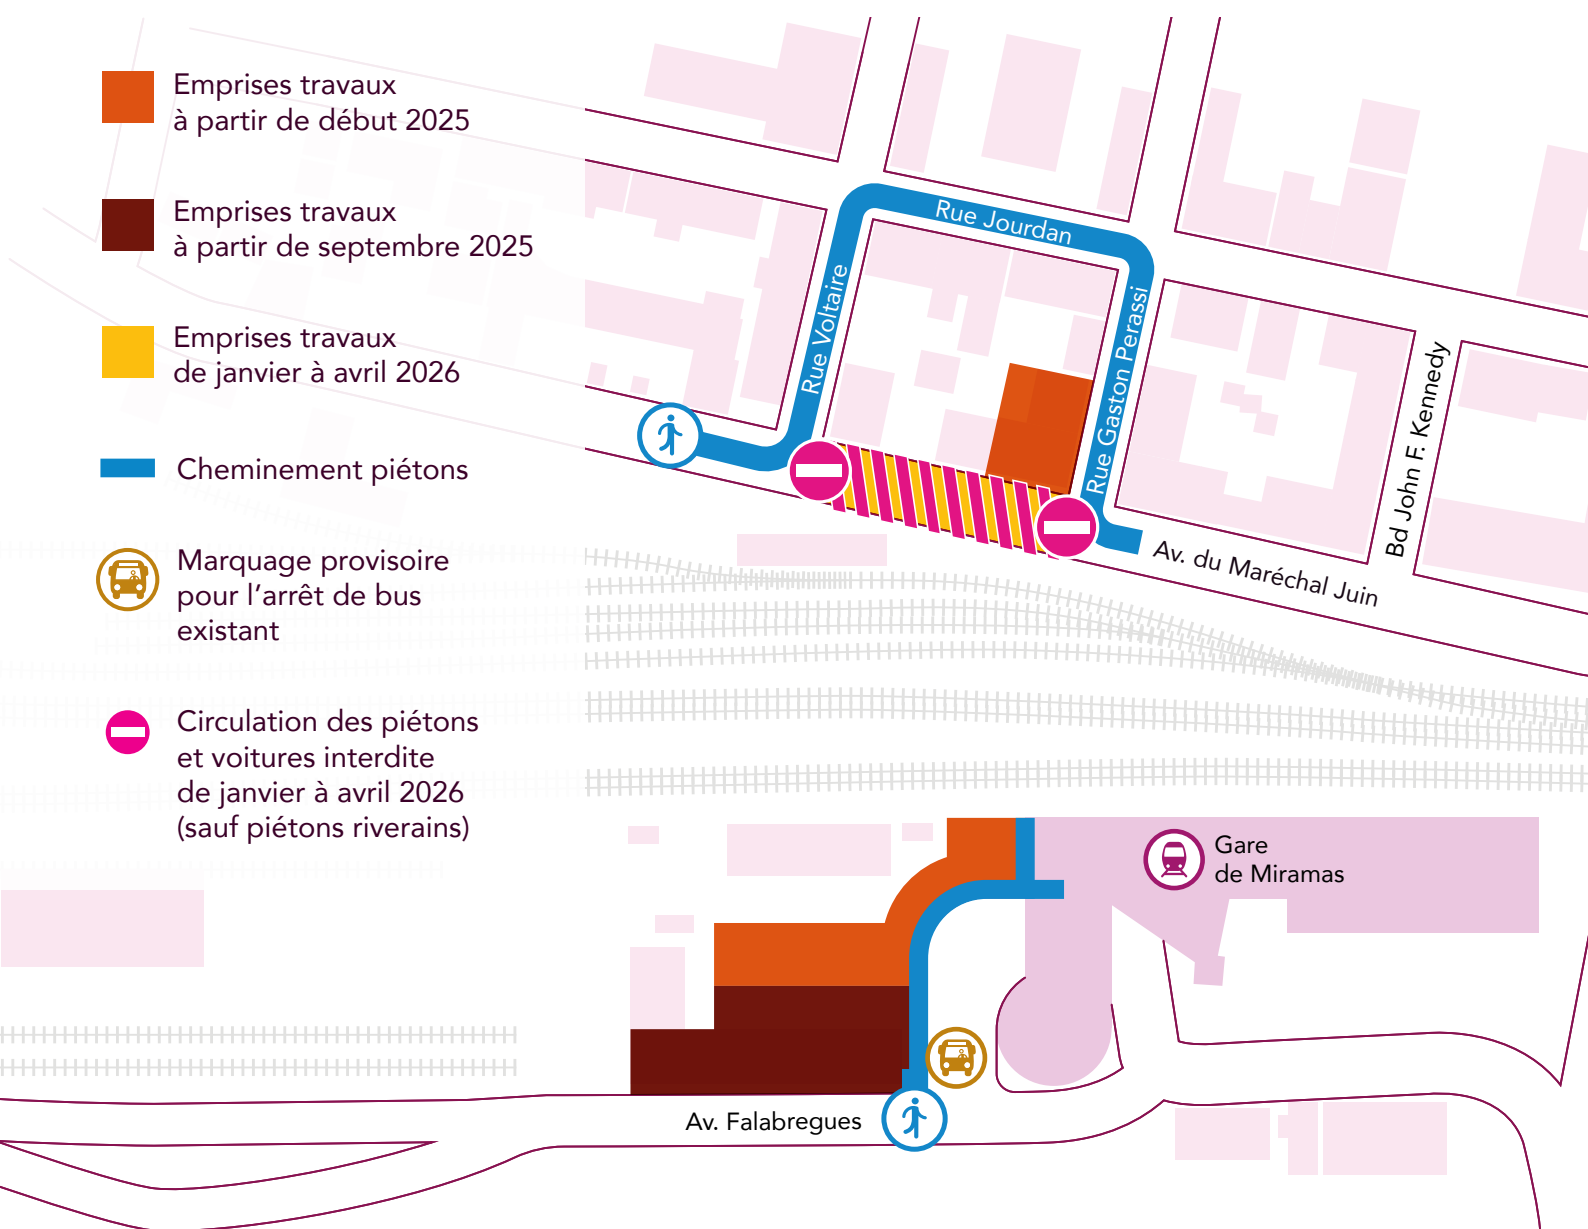 Emprises travaux
à partir de début 2025
Emprises travaux
à partir de septembre 2025
Emprises travaux
de janvier à avril 2026
Cheminement piétons
Marquage provisoire
pour l'arrêt de bus
existant
Circulation des piétons
et voitures interdite
de janvier à avril 2026
(sauf piétons riverains)
Rue Jourdan
Rue Voltaire
Rue Gaston Perassi
Bd John F. Kennedy
Av. du Maréchal Juin
Gare
de Miramas
Av. Falabregues